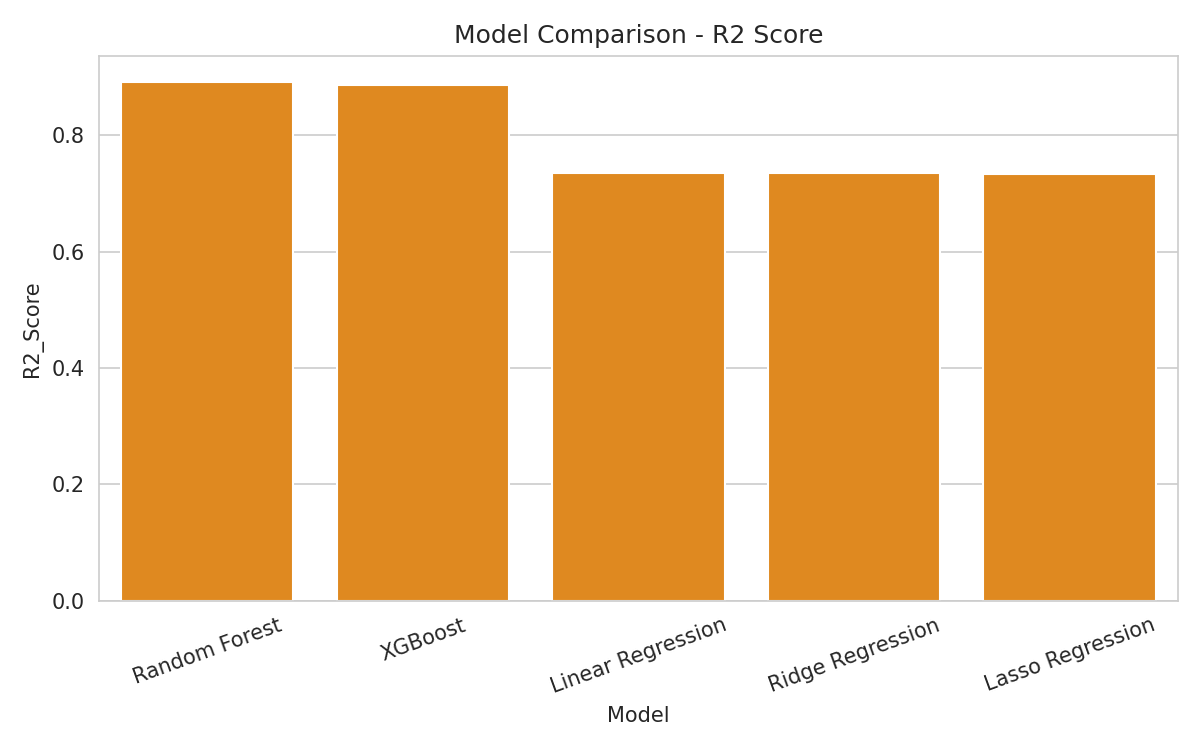 Model Comparison - R2 Score
R2_Score
0.8
0.6
0.4
0.2
0.0
Random Forest
XGBoost
Linear Regression
Ridge Regression
Lasso Regression
Model